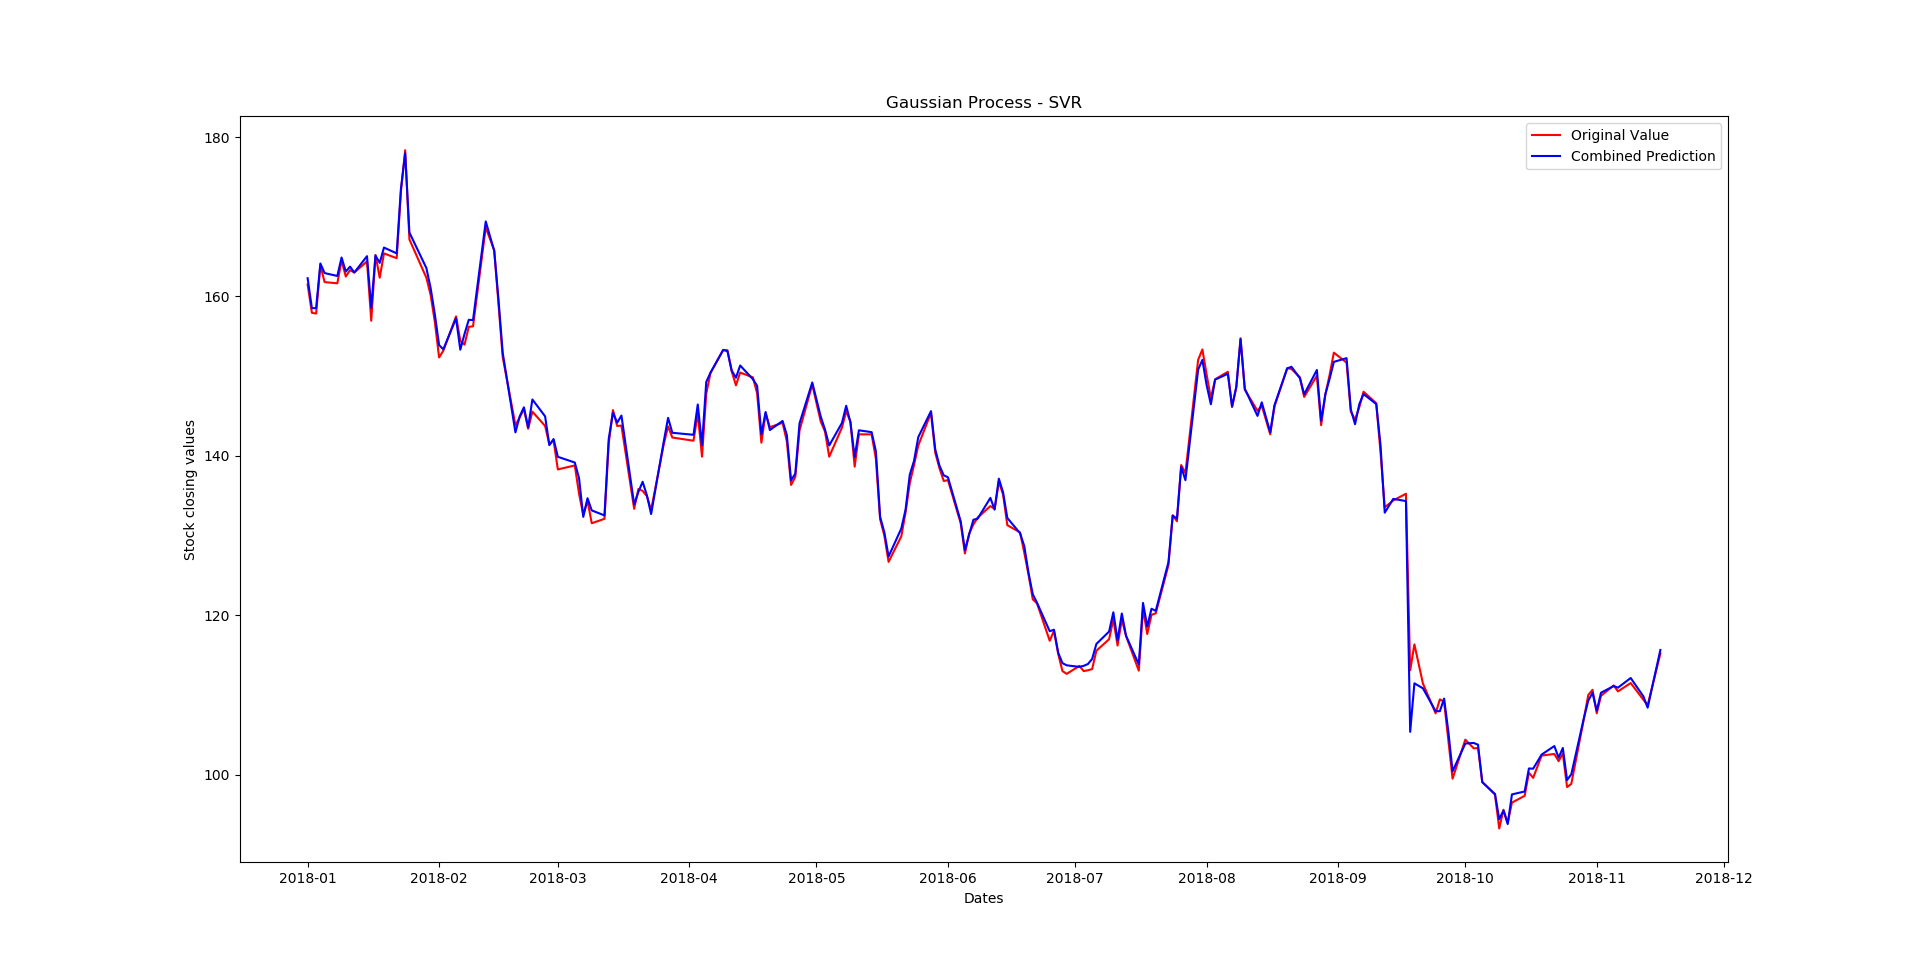 Gaussian Process - SVR
Original Value
Combined Prediction
180
160
140
120
100
Stock closing values
2018-01 2018-02 2018-03 2018-04 2018-05 2018-06 2018-07 2018-08 2018-09 2018-10 2018-11 2018-12
Dates